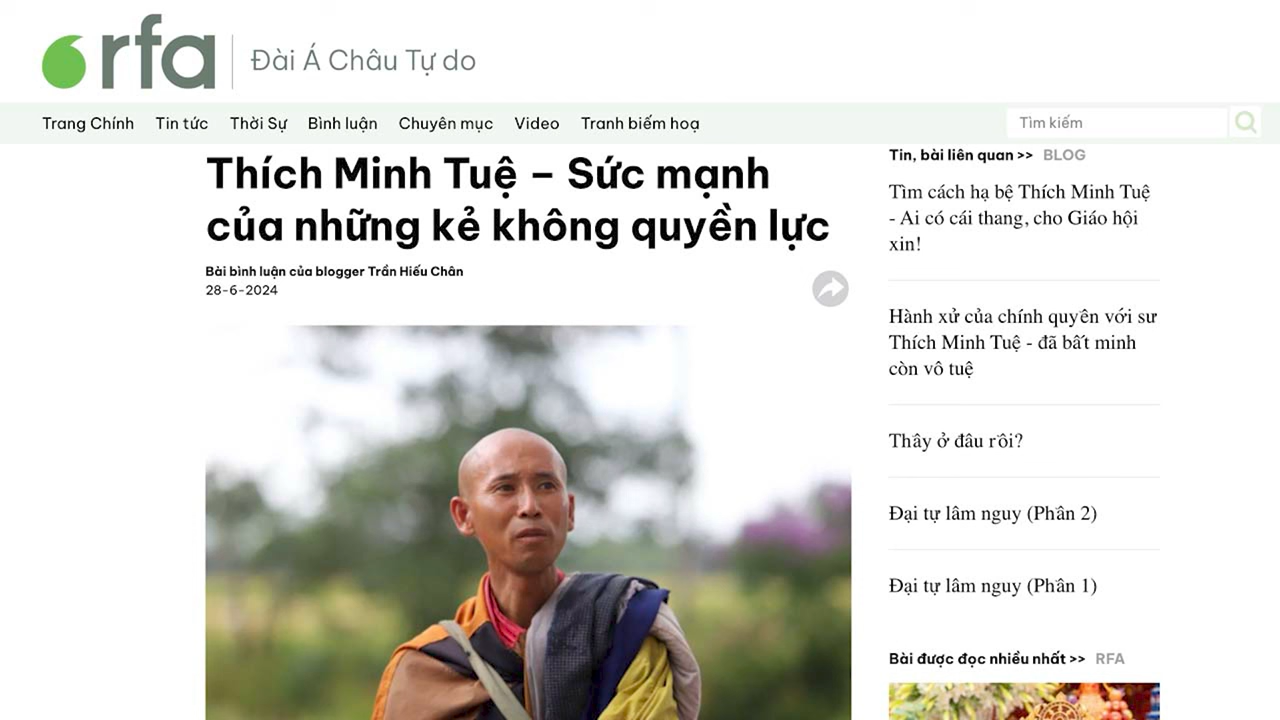 rfa
Đài Á Châu Tự do
Trang Chính Tin tức Thời Sự Bình luận Chuyên mục Video Tranh biếm hoạ
Tìm kiếm
Thích Minh Tuệ – Sức mạnh
của những kẻ không quyền lực
Bài bình luận của blogger Trần Hiếu Chân
28-6-2024
Tin, bài liên quan >> BLOG
Tìm cách hạ bệ Thích Minh Tuệ
- Ai có cái thang, cho Giáo hội
xin!
Hành xử của chính quyền với sư
Thích Minh Tuệ - đã bất minh
còn vô tuệ
Thầy ở đâu rồi?
Đại tự lâm nguy (Phần 2)
Đại tự lâm nguy (Phần 1)
Bài được đọc nhiều nhất >> RFA